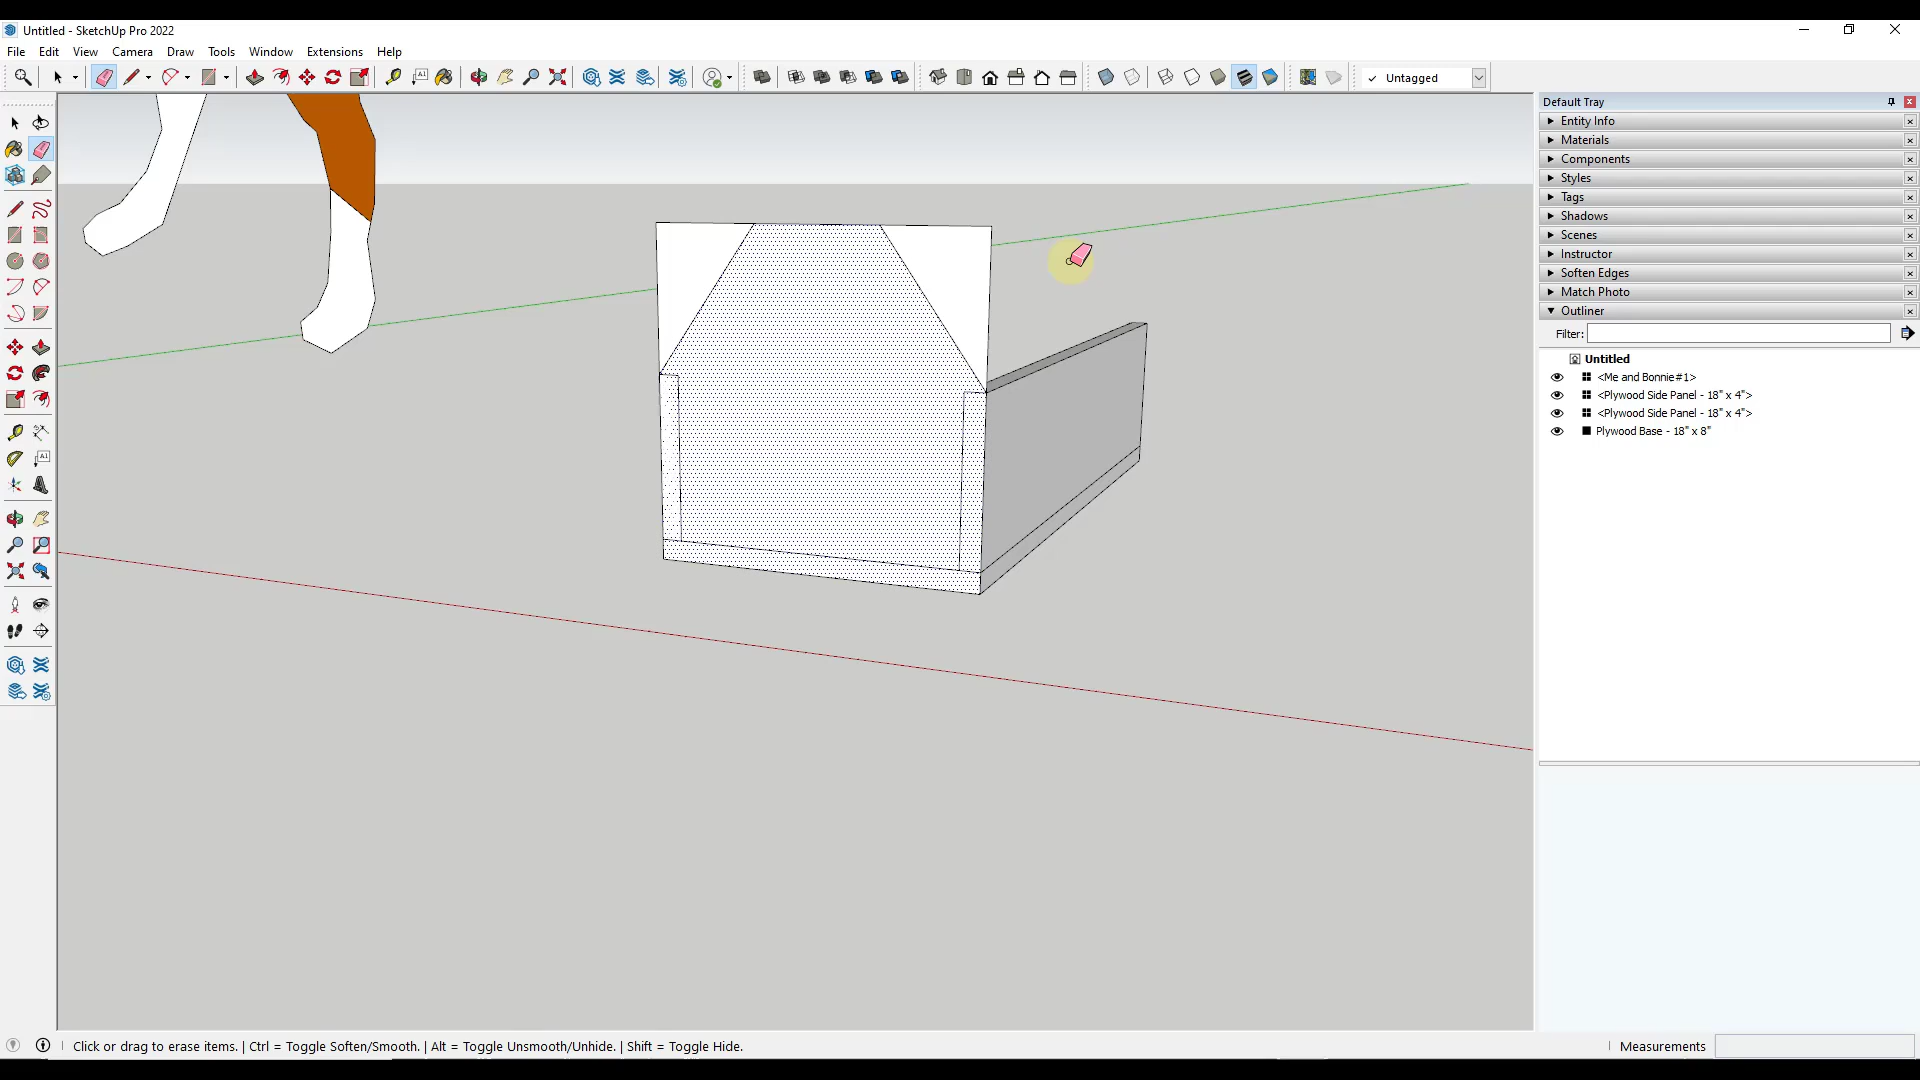 Untitled - SketchUp Pro 2022
File Edit View Camera Draw Tools Window Extensions Help
Untagged
Default Tray
Entity Info
Materials
Components
Styles
Tags
Shadows
Scenes
Instructor
Soften Edges
Match Photo
Outliner
Filter:
Untitled
<Me and Bonnie#1>
<Plywood Side Panel - 18" x 4">
<Plywood Side Panel - 18" x 4">
Plywood Base - 18" x 8"
Click or drag to erase items. | Ctrl = Toggle Soften/Smooth. | Alt = Toggle Unsmooth/Unhide. | Shift = Toggle Hide.
Measurements